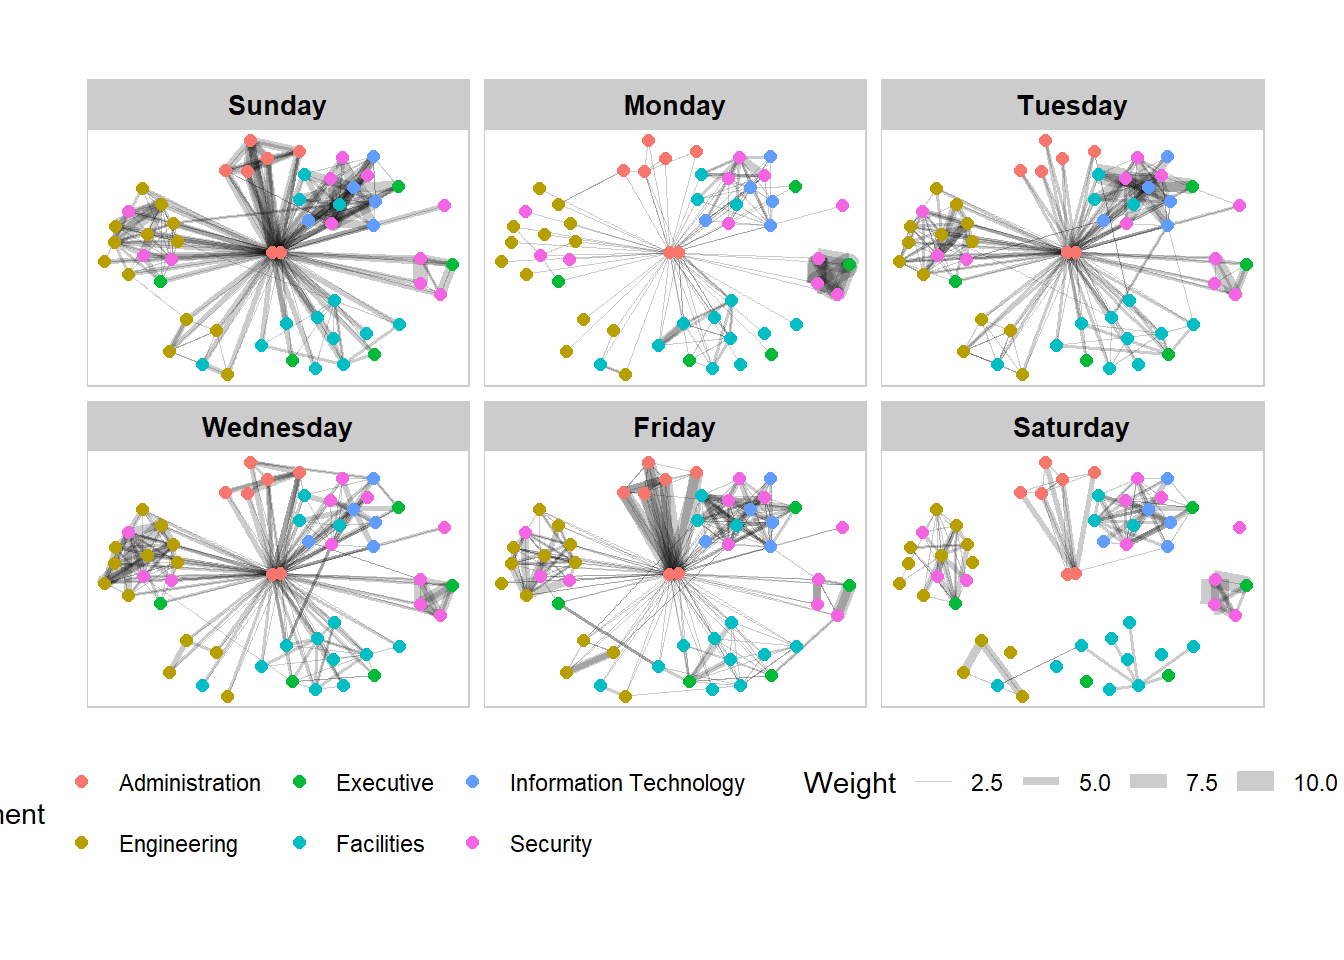 Sunday
Monday
Tuesday
Wednesday
Friday
Saturday
Administration
Executive
Information Technology
Weight
2.5
5.0
7.5
10.0
nent
Engineering
Facilities
Security